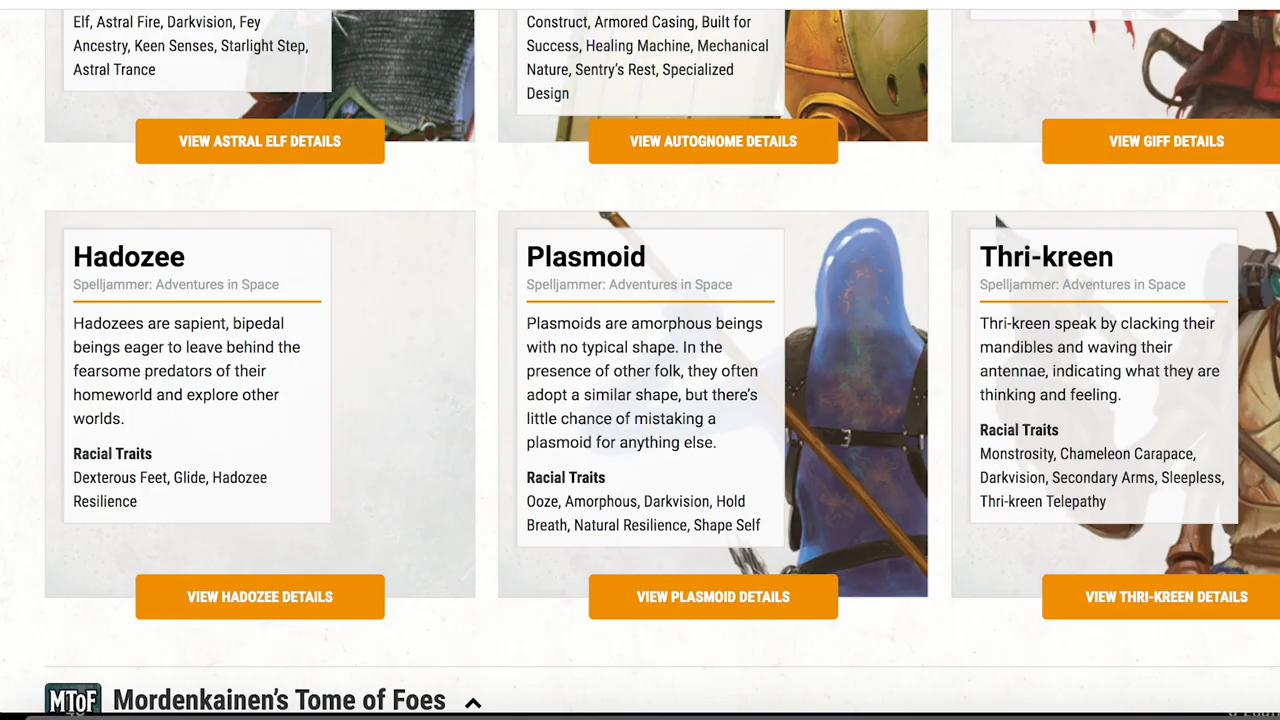 Elf, Astral Fire, Darkvision, Fey
Ancestry, Keen Senses, Starlight Step,
Astral Trance
VIEW ASTRAL ELF DETAILS
Construct, Armored Casing, Built for
Success, Healing Machine, Mechanical
Nature, Sentry's Rest, Specialized
Design
VIEW AUTOGNOME DETAILS
VIEW GIFF DETAILS
Hadozee
Spelljammer: Adventures in Space
Hadozees are sapient, bipedal
beings eager to leave behind the
fearsome predators of their
homeworld and explore other
worlds.
Racial Traits
Dexterous Feet, Glide, Hadozee
Resilience
VIEW HADOZEE DETAILS
Plasmoid
Spelljammer: Adventures in Space
Plasmoids are amorphous beings
with no typical shape. In the
presence of other folk, they often
adopt a similar shape, but there's
little chance of mistaking a
plasmoid for anything else.
Racial Traits
Ooze, Amorphous, Darkvision, Hold
Breath, Natural Resilience, Shape Self
VIEW PLASMOID DETAILS
Thri-kreen
Spelljammer: Adventures in Space
Thri-kreen speak by clacking their
mandibles and waving their
antennae, indicating what they are
thinking and feeling.
Racial Traits
Monstrosity, Chameleon Carapace,
Darkvision, Secondary Arms, Sleepless,
Thri-kreen Telepathy
VIEW THRI-KREEN DETAILS
MToF
Mordenkainen's Tome of Foes